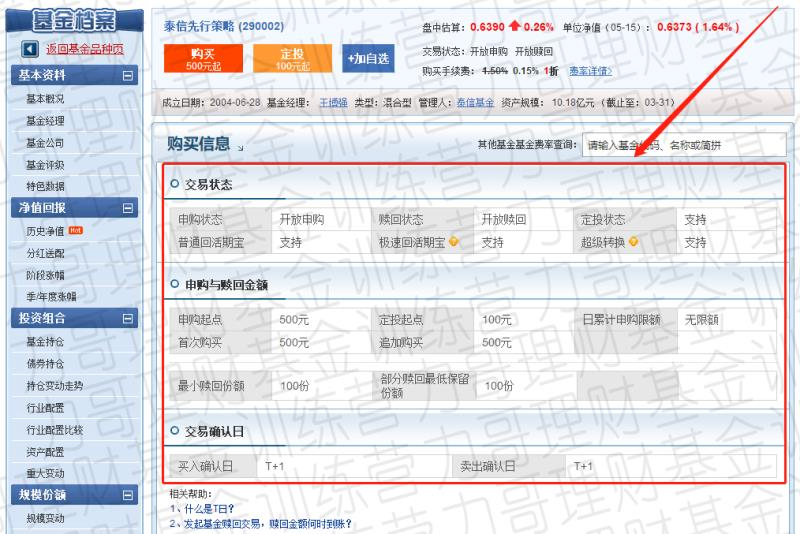 基金档案
返回基金品种页
基本资料
基本概况
基金经理
基金公司
基金评级
特色数据
净值回报
历史净值 Hot
分红送配
阶段涨幅
季/年度涨幅
投资组合
基金持仓
债券持仓
持仓变动走势
行业配置
行业配置比较
资产配置
重大变动
规模份额
规模变动
泰信先行策略 (290002)
盘中估算: 0.6390 0.26% 单位净值 (05-15) : 0.6373 ( 1.64% )
购买 500元起
定投 100元起
+加自选
交易状态: 开放申购 开放赎回
购买手续费: 1.50% 0.15% 1折 费率详情>
成立日期: 2004-06-28 基金经理: 王博强 类型: 混合型 管理人: 泰信基金 资产规模: 10.18亿元 (截止至: 03-31)
购买信息
其他基金基金费率查询: 请输入基金代码、名称或简拼
交易状态
申购状态 开放申购 赎回状态 开放赎回 定投状态 支持
普通回活期宝 支持 极速回活期宝 ? 支持 超级转换 ? 支持
申购与赎回金额
申购起点 500元 定投起点 100元 日累计申购限额 无限额
首次购买 500元 追加购买 500元
最小赎回份额 100份 部分赎回最低保留份额 100份
交易确认日
买入确认日 T+1 卖出确认日 T+1
相关帮助:
1、什么是T日?
2、发起基金赎回交易, 赎回金额何时到账?
力哥理财基金训练营